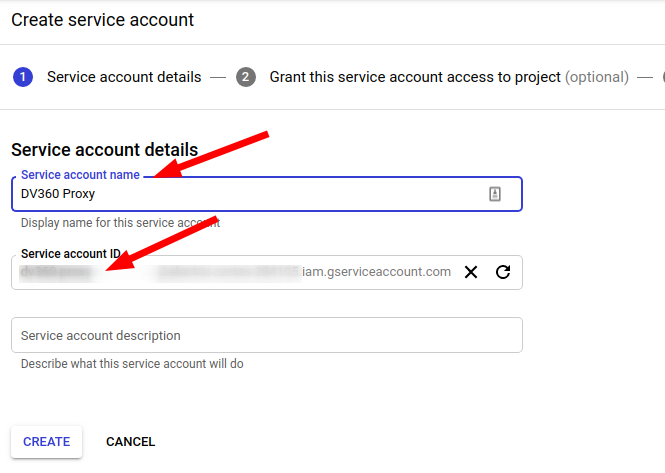 Create service account
1 Service account details — 2 Grant this service account access to project (optional) —
Service account details
Service account name
DV360 Proxy
Display name for this service account
Service account ID
iam.gserviceaccount.com
Service account description
Describe what this service account will do
CREATE CANCEL